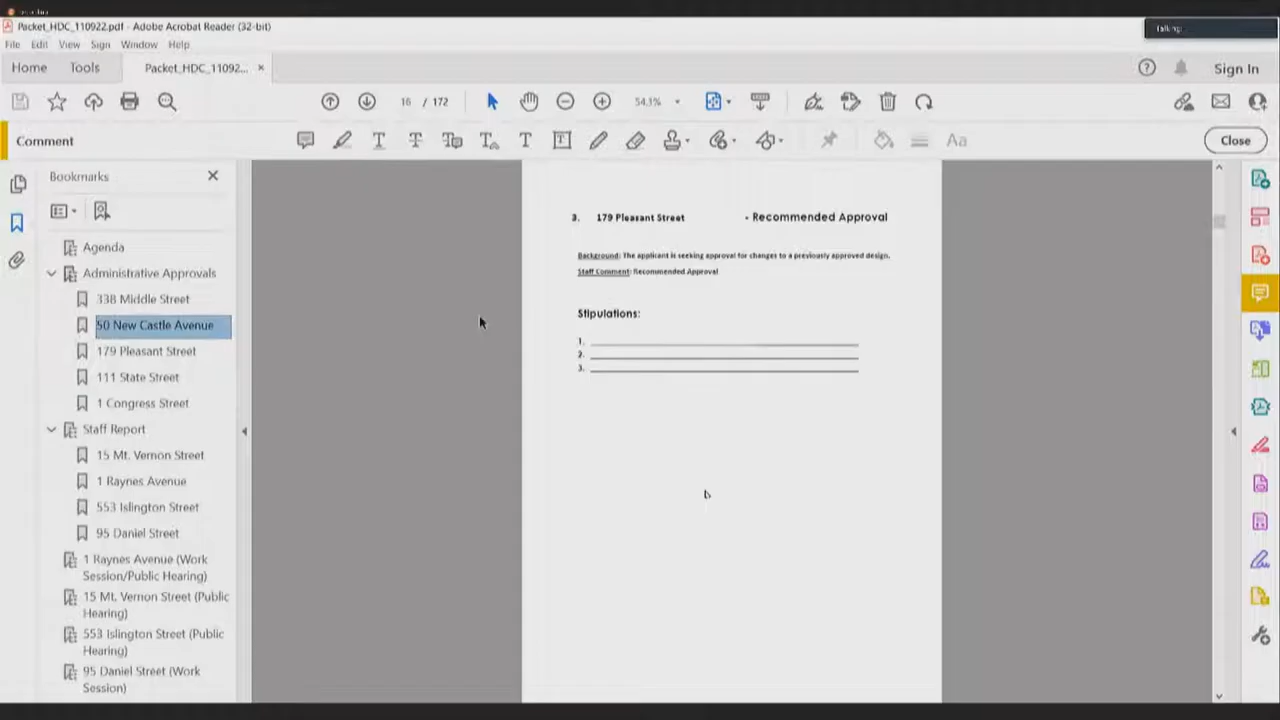 Packet_HDC_110922.pdf - Adobe Acrobat Reader (32-bit)
File Edit View Sign Window Help
Home Tools Packet_HDC_11092... × Sign In
16 / 172 54.1%
Comment Close
Bookmarks
Agenda
Administrative Approvals
33B Middle Street
50 New Castle Avenue
179 Pleasant Street
111 State Street
1 Congress Street
Staff Report
15 Mt. Vernon Street
1 Raynes Avenue
553 Islington Street
95 Daniel Street
1 Raynes Avenue (Work
Session/Public Hearing)
15 Mt. Vernon Street (Public
Hearing)
553 Islington Street (Public
Hearing)
95 Daniel Street (Work
Session)
3. 179 Pleasant Street - Recommended Approval
Background: The applicant is seeking approval for changes to a previously approved design.
Staff Comment: Recommended Approval
Stipulations:
1.
2.
3.